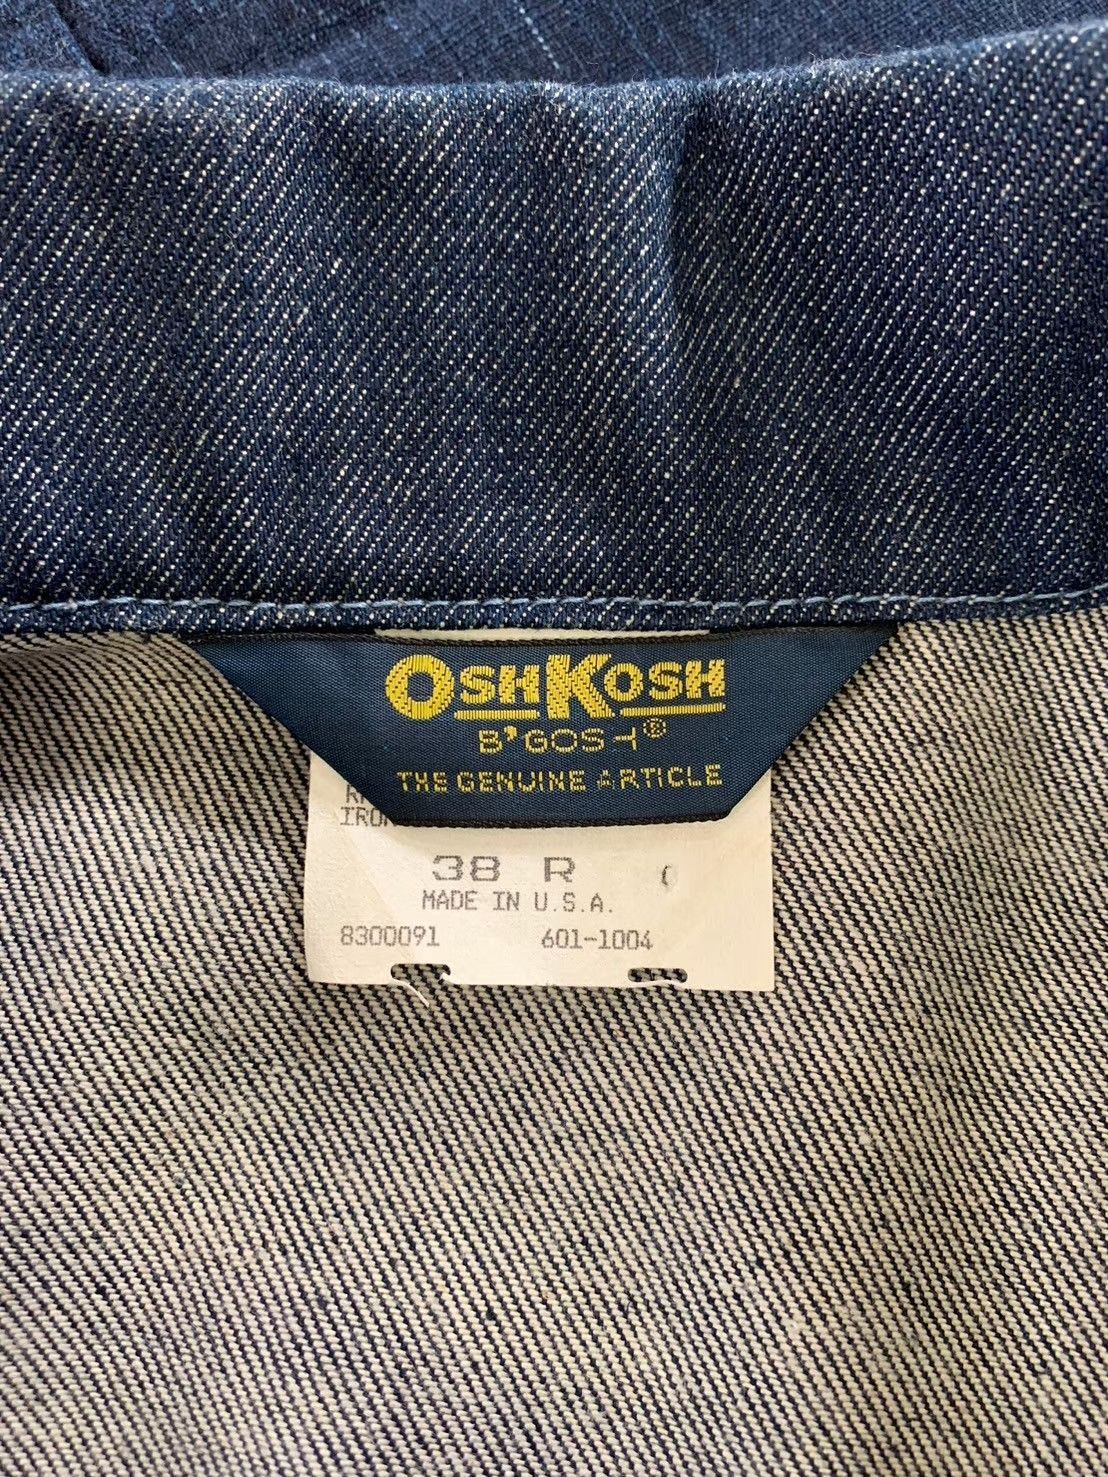 OSHKOSH
B'GOSH®
THE GENUINE ARTICLE
38 R
MADE IN U.S.A.
8300091 601-1004